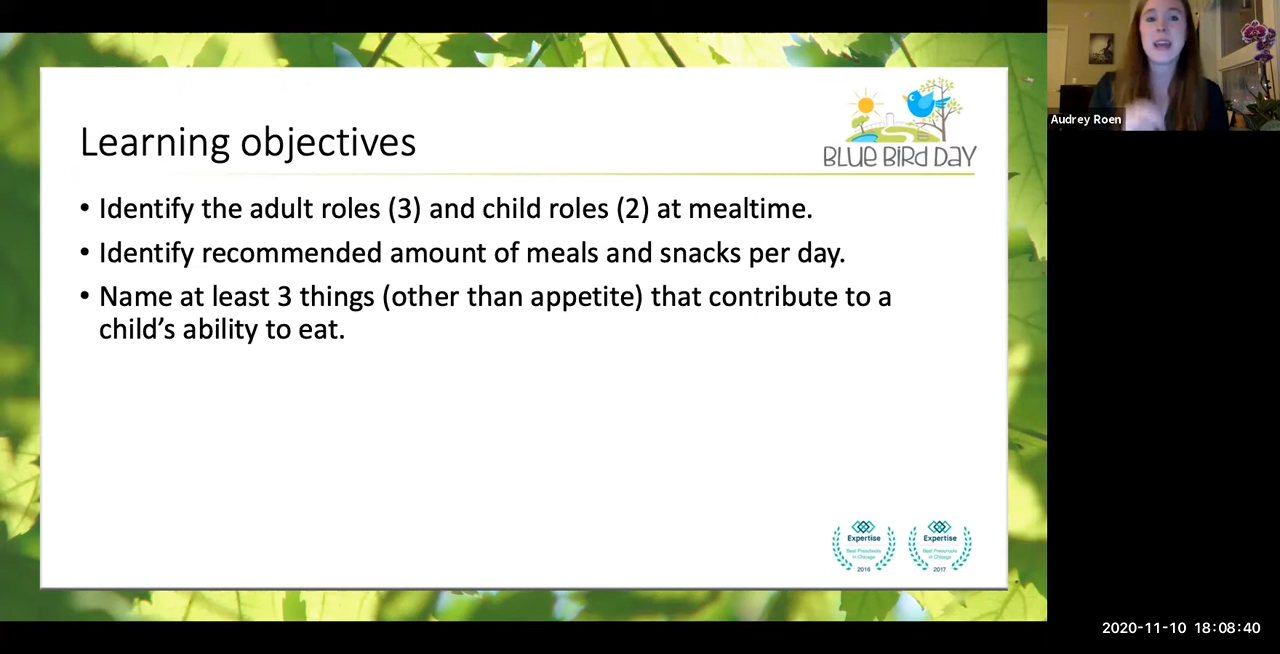 Learning objectives
BLUE BIRD DAY
• Identify the adult roles (3) and child roles (2) at mealtime.
• Identify recommended amount of meals and snacks per day.
• Name at least 3 things (other than appetite) that contribute to a
child's ability to eat.
Expertise
Best Preschools
in Chicago
2016
Expertise
Best Preschools
in Chicago
2017
Audrey Roen
2020-11-10 18:08:40